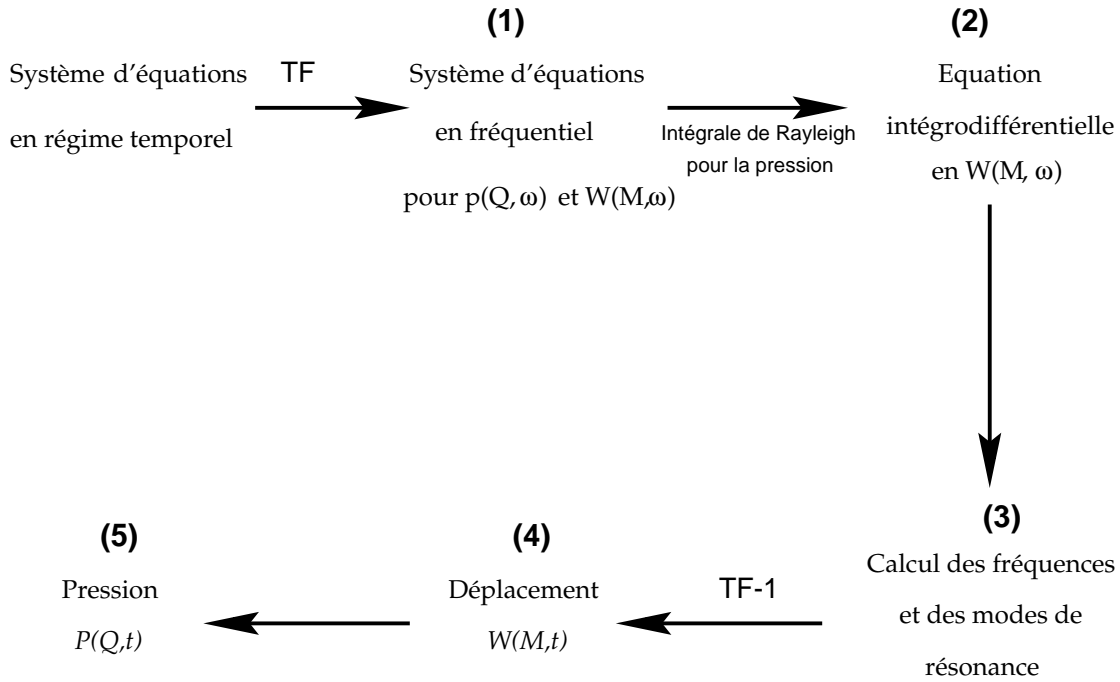 (1)
(2)
Système d'équations
en régime temporel
TF
Système d'équations
en fréquentiel
pour p(Q, ω) et W(M,ω)
Intégrale de Rayleigh
pour la pression
Equation
intégrodifférentielle
en W(M, ω)
(3)
Calcul des fréquences
et des modes de
résonance
TF-1
(4)
Déplacement
W(M,t)
(5)
Pression
P(Q,t)